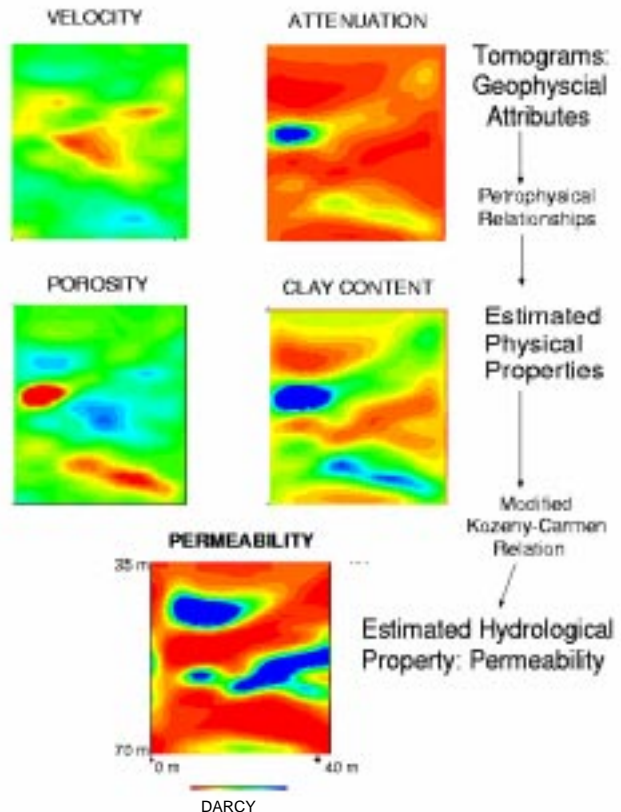 VELOCITY
ATTENUATION
Tomograms:
Geophyscial
Attributes
Petrophysical
Relationships
POROSITY
CLAY CONTENT
Estimated
Physical
Properties
Modified
Kozeny-Carmen
Relation
PERMEABILITY
35 m
Estimated Hydrological
Property: Permeability
70 m
0 m
40 m
DARCY